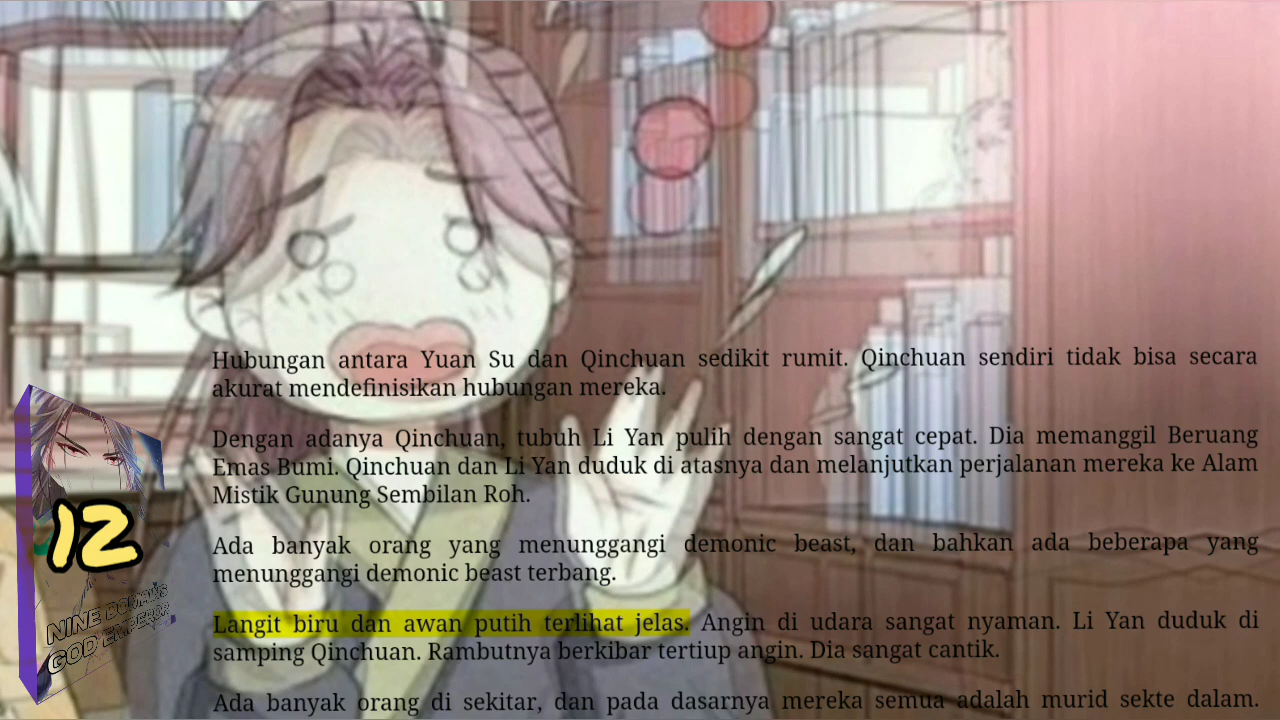 Hubungan antara Yuan Su dan Qinchuan sedikit rumit. Qinchuan sendiri tidak bisa secara
akurat mendefinisikan hubungan mereka.
Dengan adanya Qinchuan, tubuh Li Yan pulih dengan sangat cepat. Dia memanggil Beruang
Emas Bumi. Qinchuan dan Li Yan duduk di atasnya dan melanjutkan perjalanan mereka ke Alam
Mistik Gunung Sembilan Roh.
Ada banyak orang yang menunggangi demonic beast, dan bahkan ada beberapa yang
menunggangi demonic beast terbang.
Langit biru dan awan putih terlihat jelas. Angin di udara sangat nyaman. Li Yan duduk di
samping Qinchuan. Rambutnya berkibar tertiup angin. Dia sangat cantik.
Ada banyak orang di sekitar, dan pada dasarnya mereka semua adalah murid sekte dalam.
12
NINE DOMAINS
GOD EMPEROR